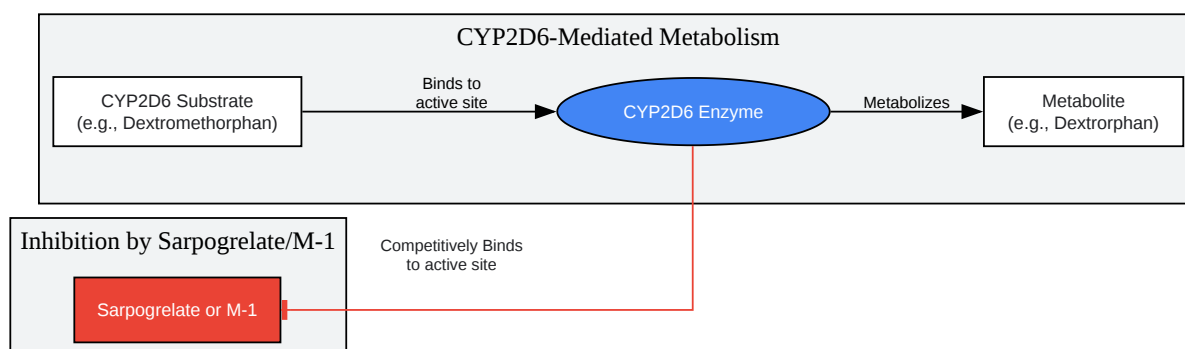 CYP2D6-Mediated Metabolism
CYP2D6 Substrate
(e.g., Dextromethorphan)
Binds to
active site
CYP2D6 Enzyme
Metabolizes
Metabolite
(e.g., Dextrorphan)
Inhibition by Sarpogrelate/M-1
Competitively Binds
to active site
Sarpogrelate or M-1